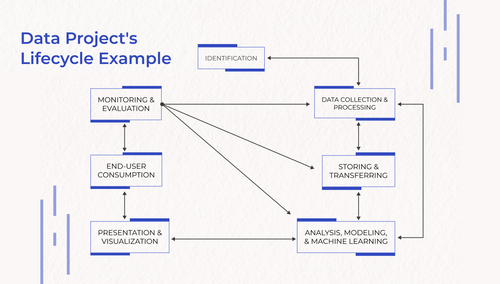 Data Project's
Lifecycle Example
IDENTIFICATION
MONITORING &
EVALUATION
DATA COLLECTION &
PROCESSING
END-USER
CONSUMPTION
STORING &
TRANSFERRING
PRESENTATION &
VISUALIZATION
ANALYSIS, MODELING,
& MACHINE LEARNING